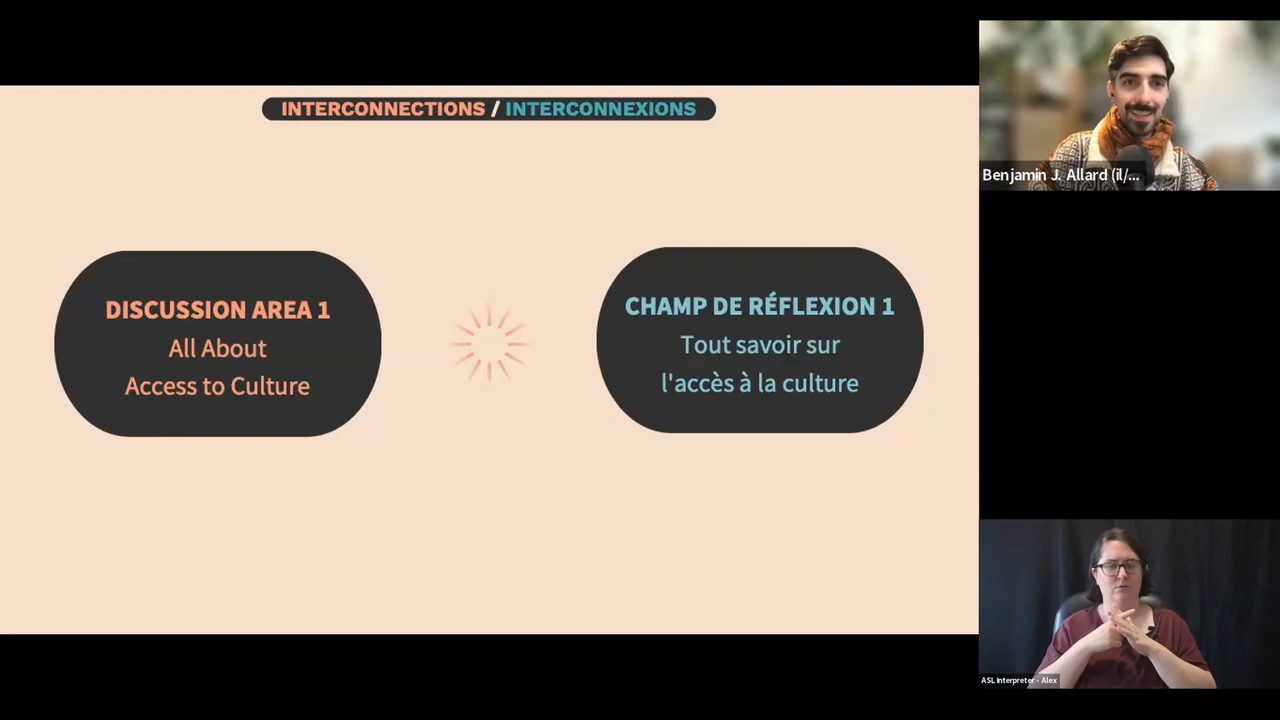 INTERCONNECTIONS / INTERCONNEXIONS
DISCUSSION AREA 1
All About
Access to Culture
CHAMP DE RÉFLEXION 1
Tout savoir sur
l'accès à la culture
Benjamin J. Allard (il/...
ASL Interpreter - Alex